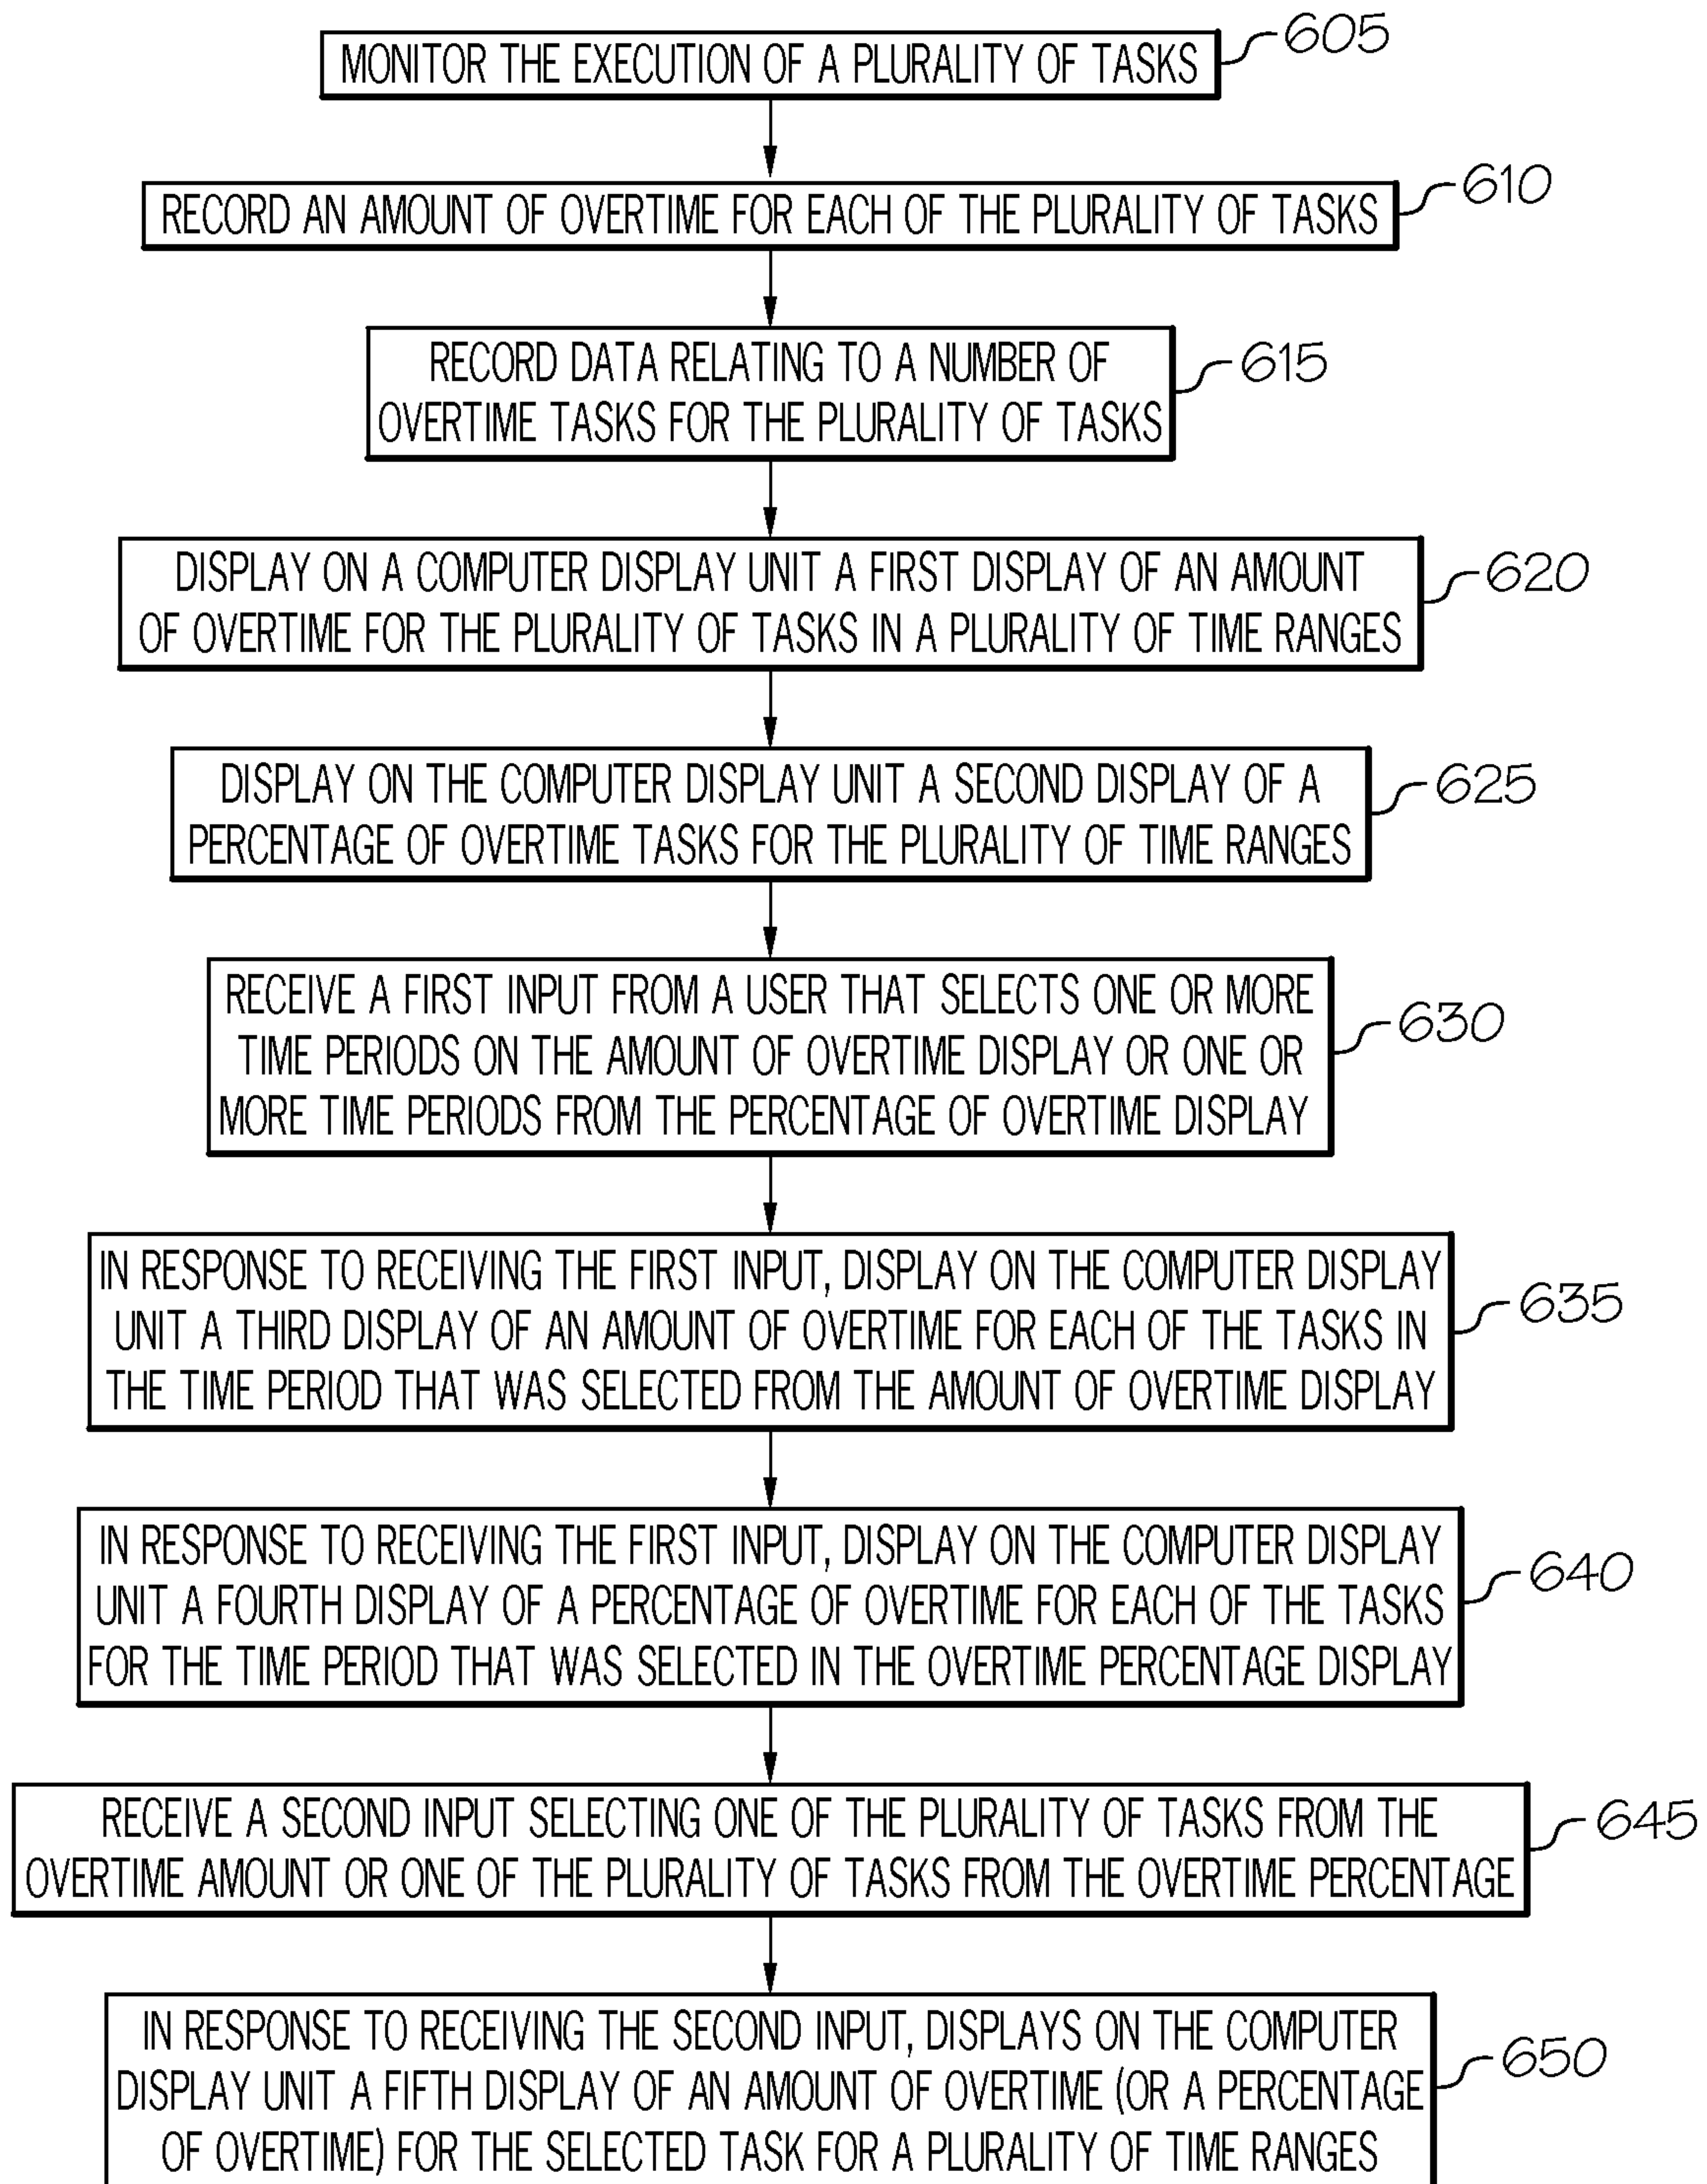 MONITOR THE EXECUTION OF A PLURALITY OF TASKS
605
RECORD AN AMOUNT OF OVERTIME FOR EACH OF THE PLURALITY OF TASKS
610
RECORD DATA RELATING TO A NUMBER OF
OVERTIME TASKS FOR THE PLURALITY OF TASKS
615
DISPLAY ON A COMPUTER DISPLAY UNIT A FIRST DISPLAY OF AN AMOUNT
OF OVERTIME FOR THE PLURALITY OF TASKS IN A PLURALITY OF TIME RANGES
620
DISPLAY ON THE COMPUTER DISPLAY UNIT A SECOND DISPLAY OF A
PERCENTAGE OF OVERTIME TASKS FOR THE PLURALITY OF TIME RANGES
625
RECEIVE A FIRST INPUT FROM A USER THAT SELECTS ONE OR MORE
TIME PERIODS ON THE AMOUNT OF OVERTIME DISPLAY OR ONE OR
MORE TIME PERIODS FROM THE PERCENTAGE OF OVERTIME DISPLAY
630
IN RESPONSE TO RECEIVING THE FIRST INPUT, DISPLAY ON THE COMPUTER DISPLAY
UNIT A THIRD DISPLAY OF AN AMOUNT OF OVERTIME FOR EACH OF THE TASKS IN
THE TIME PERIOD THAT WAS SELECTED FROM THE AMOUNT OF OVERTIME DISPLAY
635
IN RESPONSE TO RECEIVING THE FIRST INPUT, DISPLAY ON THE COMPUTER DISPLAY
UNIT A FOURTH DISPLAY OF A PERCENTAGE OF OVERTIME FOR EACH OF THE TASKS
FOR THE TIME PERIOD THAT WAS SELECTED IN THE OVERTIME PERCENTAGE DISPLAY
640
RECEIVE A SECOND INPUT SELECTING ONE OF THE PLURALITY OF TASKS FROM THE
OVERTIME AMOUNT OR ONE OF THE PLURALITY OF TASKS FROM THE OVERTIME PERCENTAGE
645
IN RESPONSE TO RECEIVING THE SECOND INPUT, DISPLAYS ON THE COMPUTER
DISPLAY UNIT A FIFTH DISPLAY OF AN AMOUNT OF OVERTIME (OR A PERCENTAGE
OF OVERTIME) FOR THE SELECTED TASK FOR A PLURALITY OF TIME RANGES
650